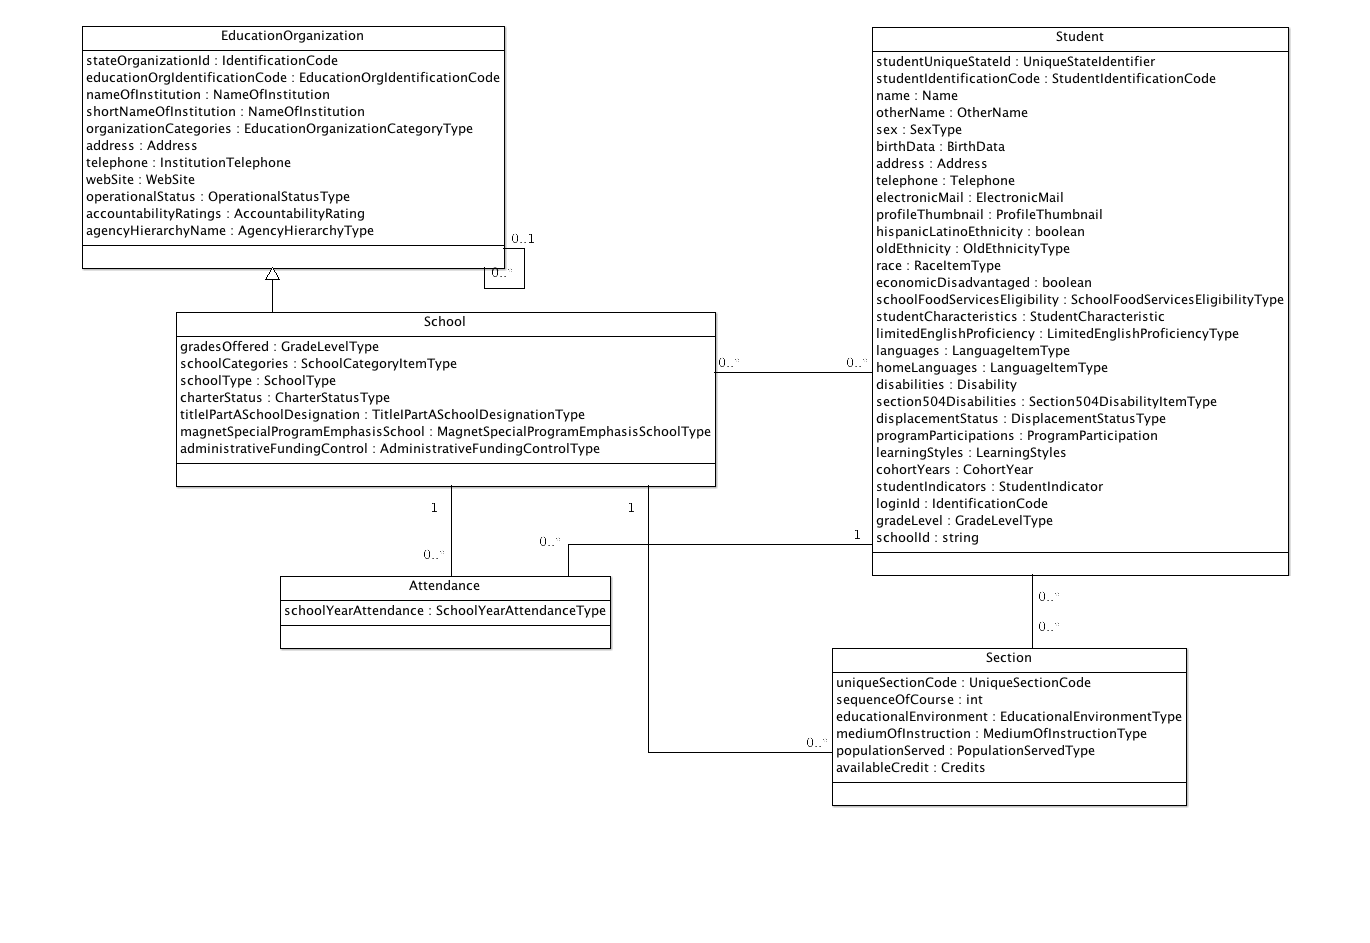 EducationOrganization
stateOrganizationId : IdentificationCode
educationOrgIdentificationCode : EducationOrgIdentificationCode
nameOfInstitution : NameOfInstitution
shortNameOfInstitution : NameOfInstitution
organizationCategories : EducationOrganizationCategoryType
address : Address
telephone : InstitutionTelephone
webSite : WebSite
operationalStatus : OperationalStatusType
accountabilityRatings : AccountabilityRating
agencyHierarchyName : AgencyHierarchyType
0..1
0..*
School
gradesOffered : GradeLevelType
schoolCategories : SchoolCategoryItemType
schoolType : SchoolType
charterStatus : CharterStatusType
titleIPartASchoolDesignation : TitleIPartASchoolDesignationType
magnetSpecialProgramEmphasisSchool : MagnetSpecialProgramEmphasisSchoolType
administrativeFundingControl : AdministrativeFundingControlType
0..*
0..*
Student
studentUniqueStateId : UniqueStateIdentifier
studentIdentificationCode : StudentIdentificationCode
name : Name
otherName : OtherName
sex : SexType
birthData : BirthData
address : Address
telephone : Telephone
electronicMail : ElectronicMail
profileThumbnail : ProfileThumbnail
hispanicLatinoEthnicity : boolean
oldEthnicity : OldEthnicityType
race : RaceItemType
economicDisadvantaged : boolean
schoolFoodServicesEligibility : SchoolFoodServicesEligibilityType
studentCharacteristics : StudentCharacteristic
limitedEnglishProficiency : LimitedEnglishProficiencyType
languages : LanguageItemType
homeLanguages : LanguageItemType
disabilities : Disability
section504Disabilities : Section504DisabilityItemType
displacementStatus : DisplacementStatusType
programParticipations : ProgramParticipation
learningStyles : LearningStyles
cohortYears : CohortYear
studentIndicators : StudentIndicator
loginId : IdentificationCode
gradeLevel : GradeLevelType
schoolId : string
1
1
0..*
0..*
1
Attendance
schoolYearAttendance : SchoolYearAttendanceType
0..*
0..*
0..*
Section
uniqueSectionCode : UniqueSectionCode
sequenceOfCourse : int
educationalEnvironment : EducationalEnvironmentType
mediumOfInstruction : MediumOfInstructionType
populationServed : PopulationServedType
availableCredit : Credits